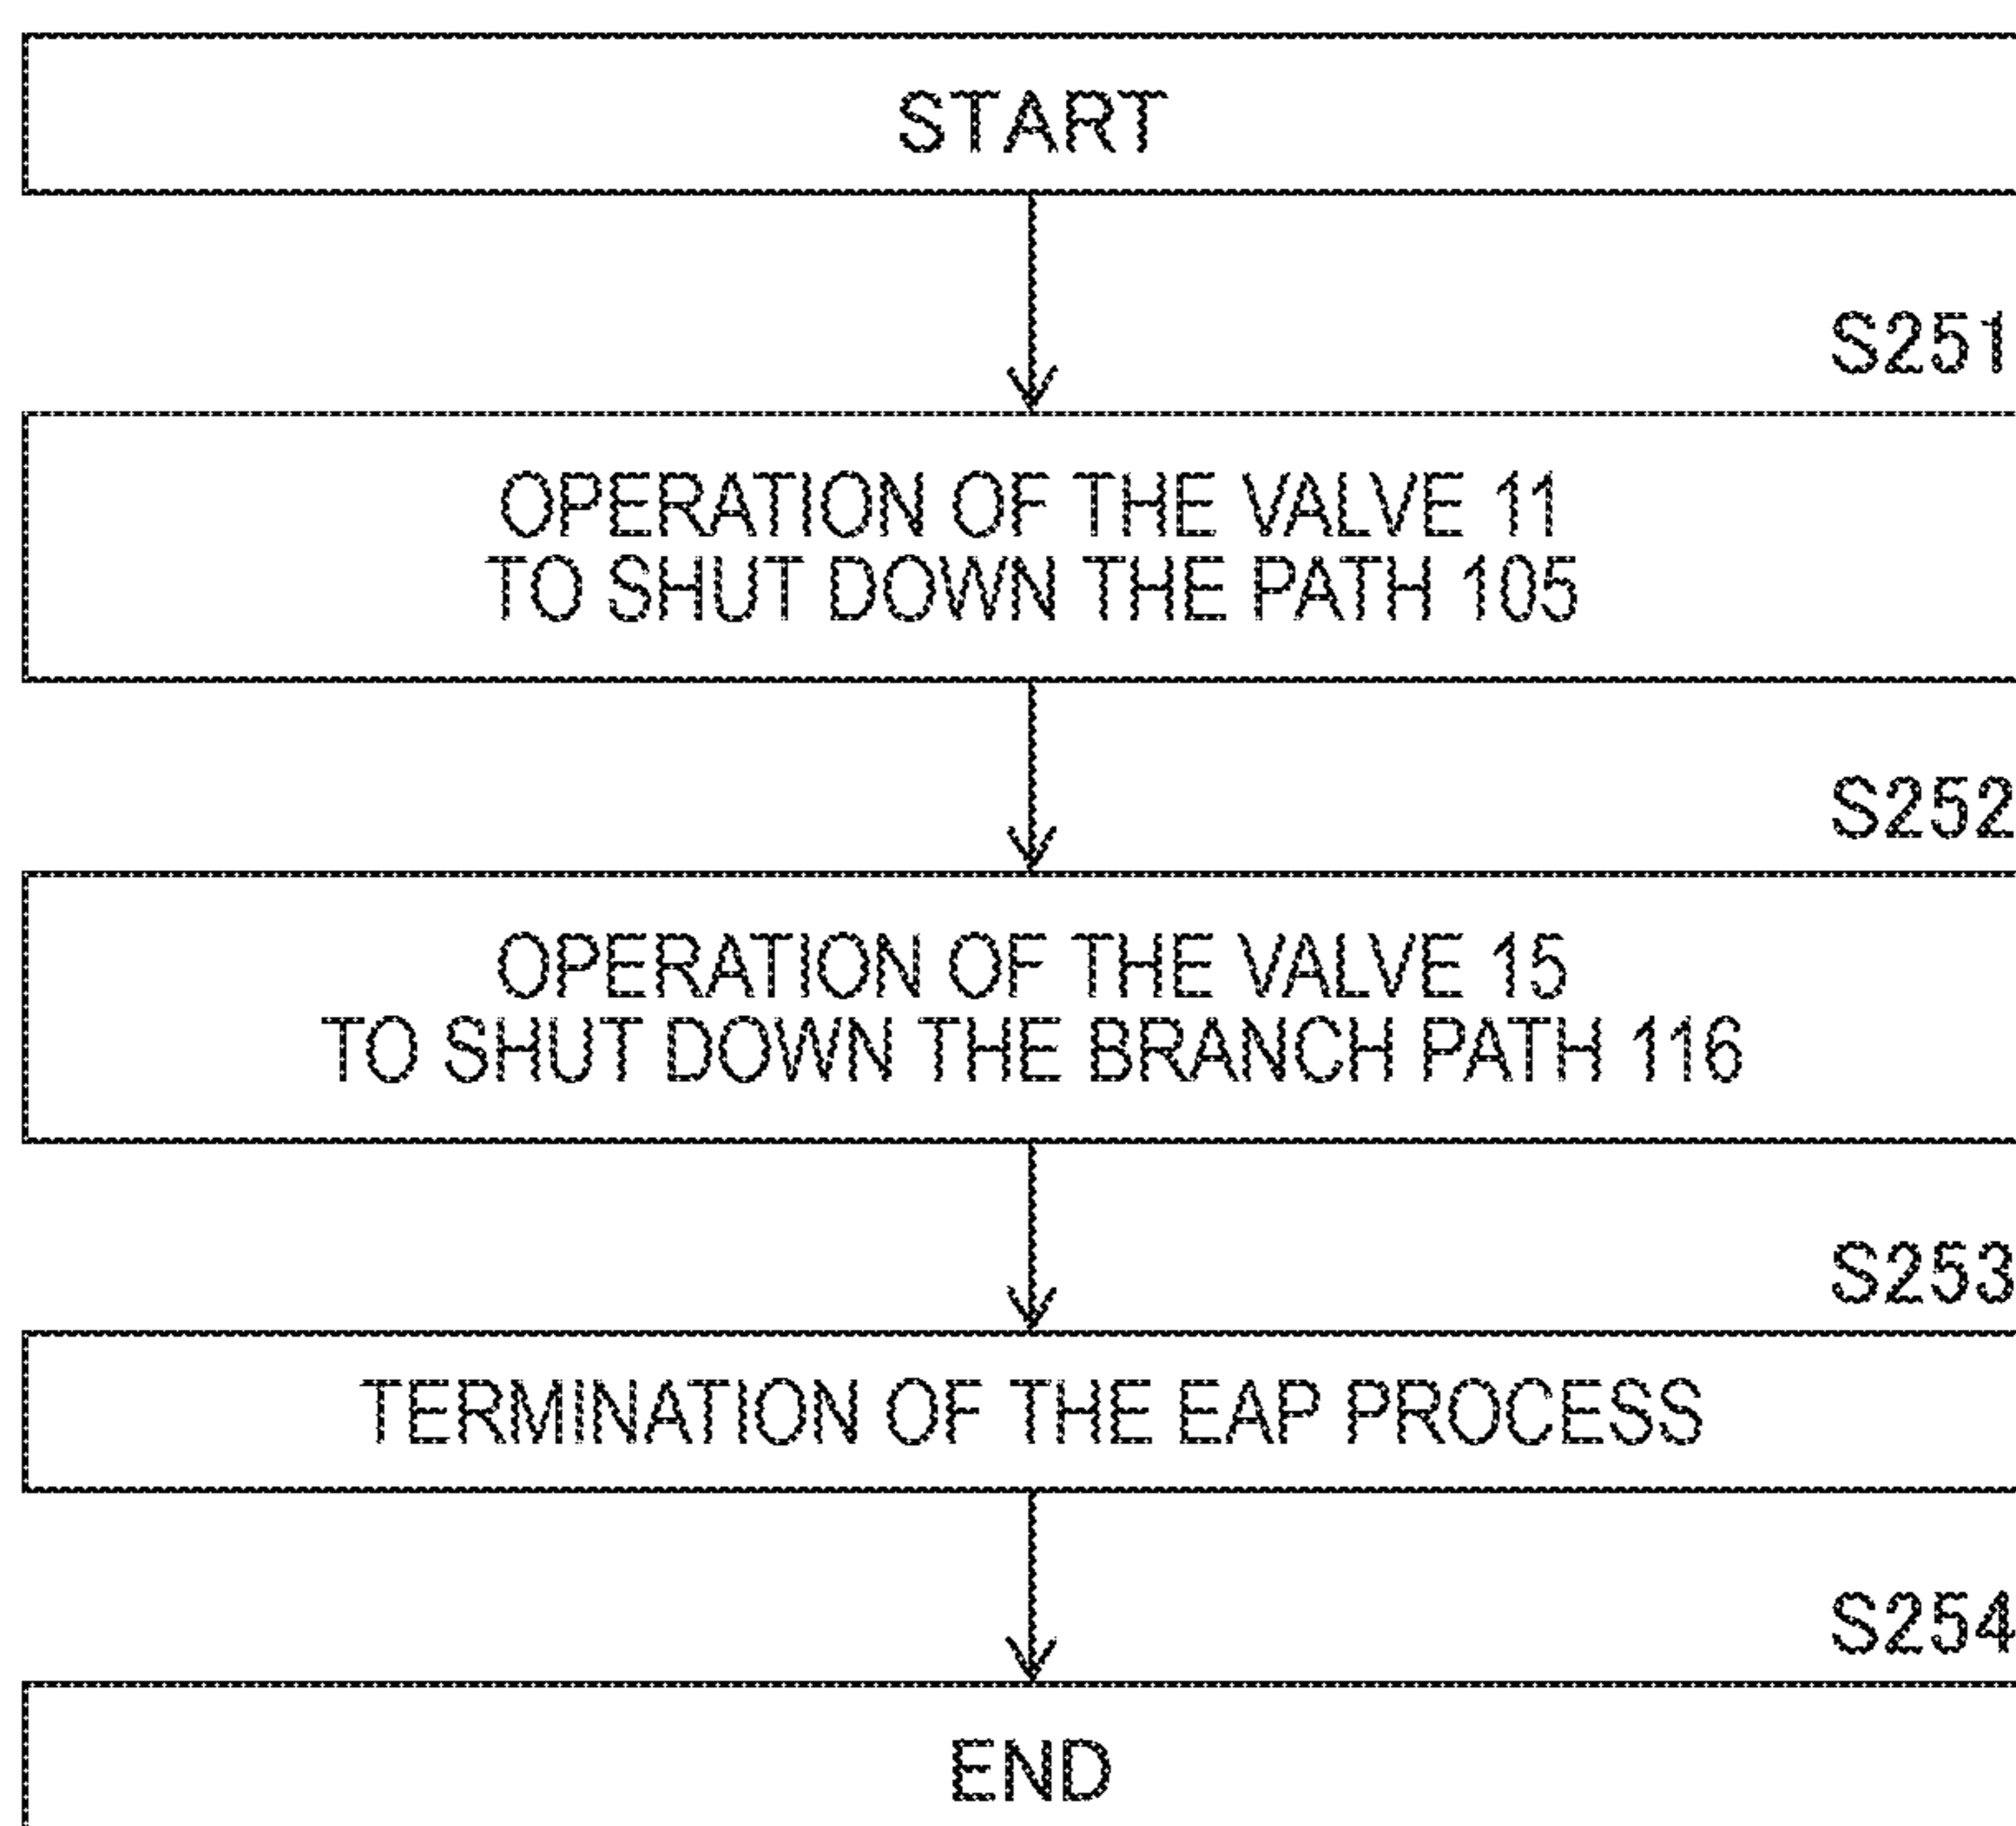 START
S251
OPERATION OF THE VALVE 11
TO SHUT DOWN THE PATH 105
S252
OPERATION OF THE VALVE 15
TO SHUT DOWN THE BRANCH PATH 116
S253
TERMINATION OF THE EAP PROCESS
S254
END